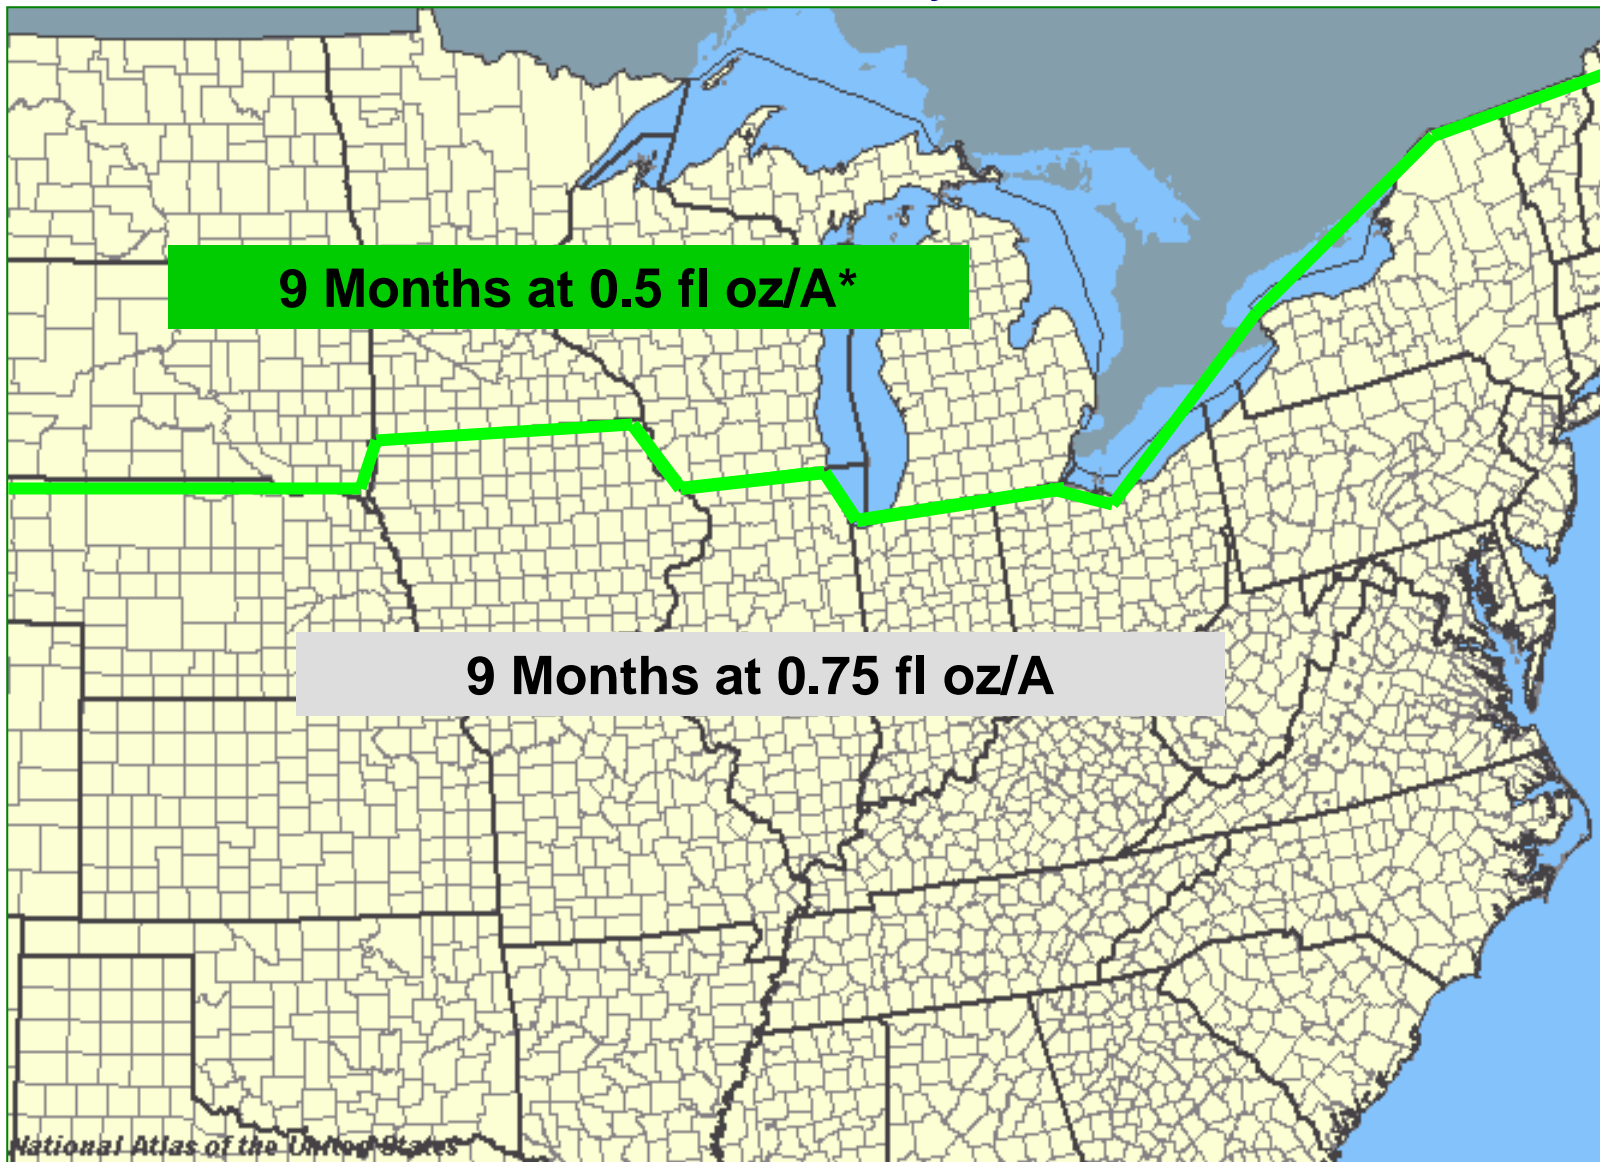 9 Months at 0.5 fl oz/A*
9 Months at 0.75 fl oz/A
National Atlas of the United States